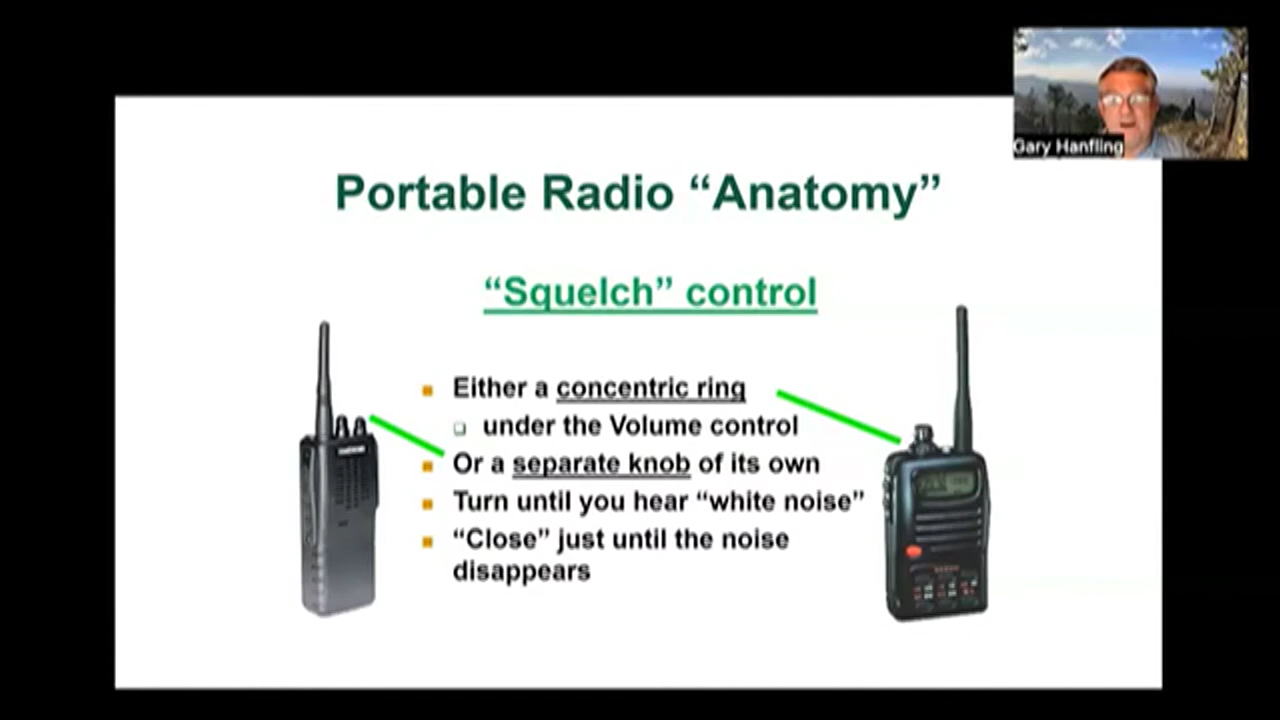 Gary Hanfling
Portable Radio “Anatomy”
“Squelch” control
Either a concentric ring
under the Volume control
Or a separate knob of its own
Turn until you hear “white noise”
“Close” just until the noise
disappears